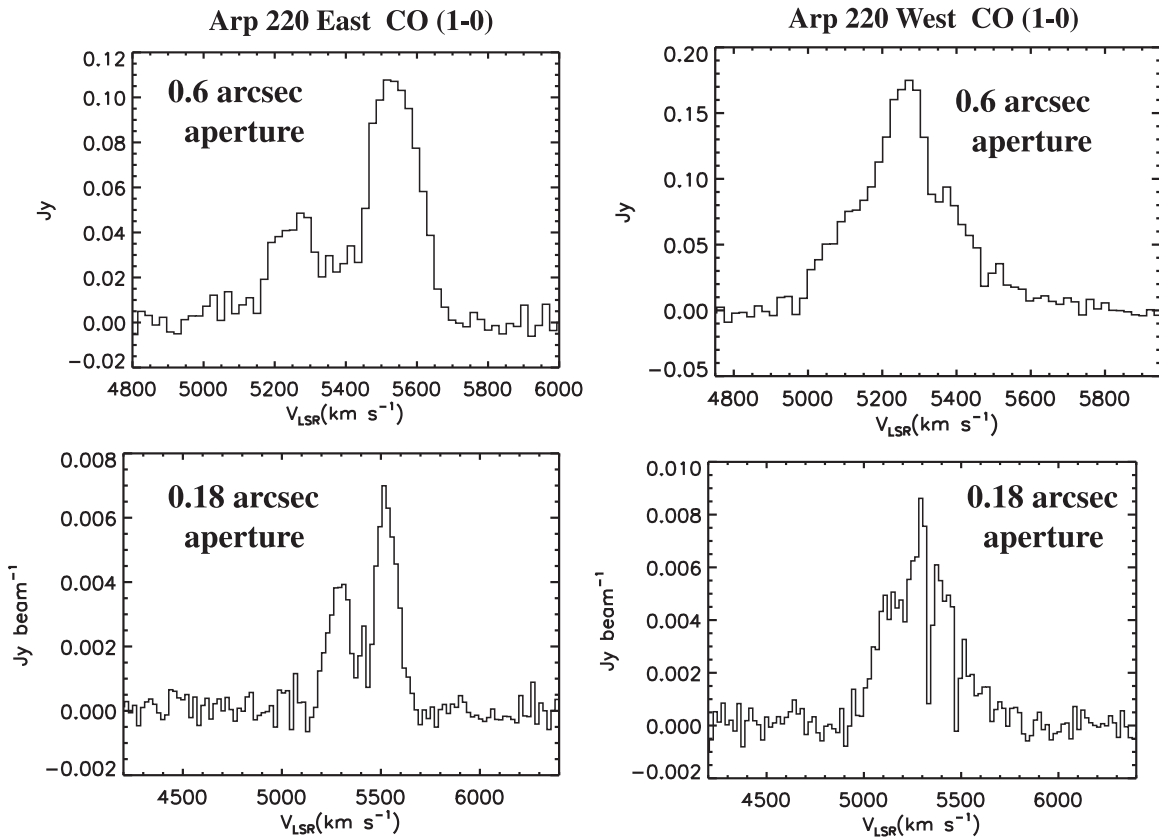 Arp 220 East CO (1-0)
0.12
0.10
0.08
0.06
0.04
0.02
0.00
−0.02
Jy
0.6 arcsec
aperture
4800 5000 5200 5400 5600 5800 6000
V_LSR(km s⁻¹)
Arp 220 West CO (1-0)
0.20
0.15
0.10
0.05
0.00
−0.05
Jy
0.6 arcsec
aperture
4800 5000 5200 5400 5600 5800
V_LSR(km s⁻¹)
0.008
0.006
0.004
0.002
0.000
−0.002
Jy beam⁻¹
0.18 arcsec
aperture
4500 5000 5500 6000
V_LSR(km s⁻¹)
0.010
0.008
0.006
0.004
0.002
0.000
−0.002
Jy beam⁻¹
0.18 arcsec
aperture
4500 5000 5500 6000
V_LSR(km s⁻¹)